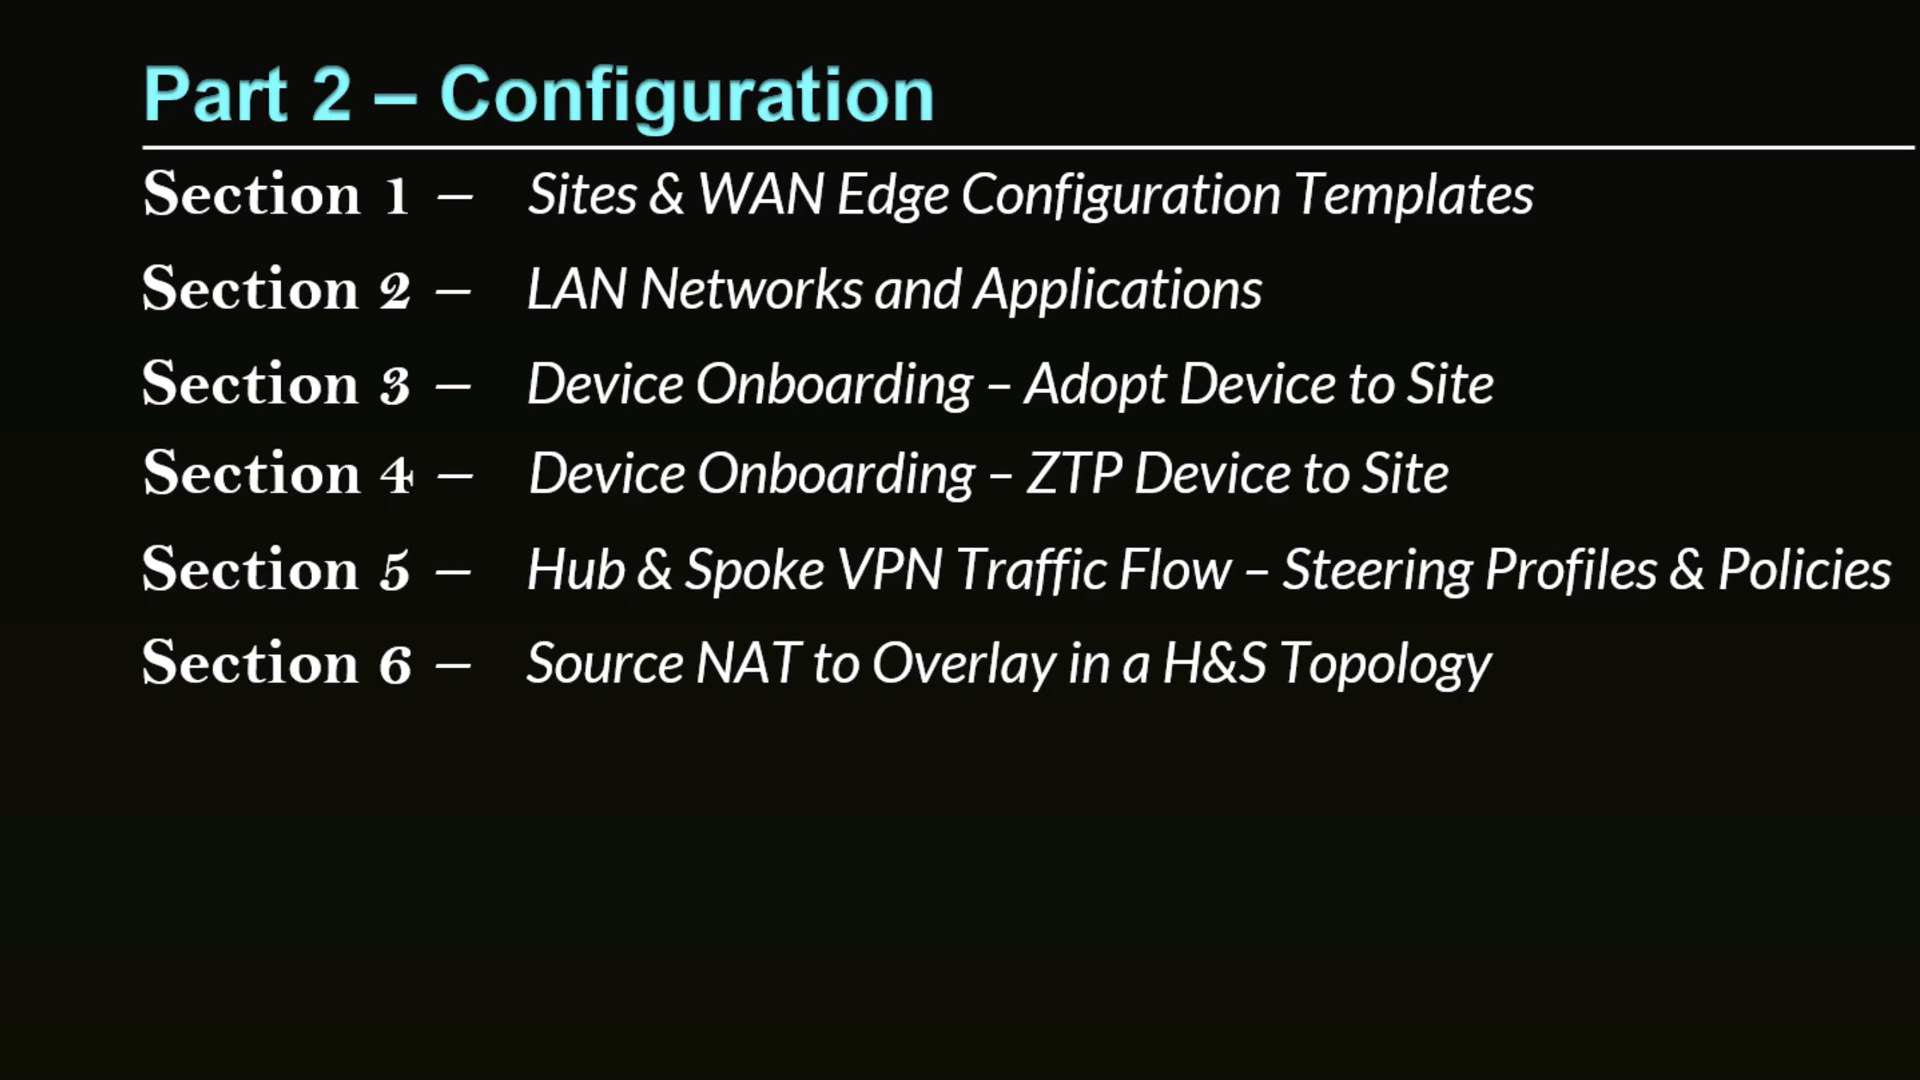 Part 2 – Configuration
Section 1 – Sites & WAN Edge Configuration Templates
Section 2 – LAN Networks and Applications
Section 3 – Device Onboarding – Adopt Device to Site
Section 4 – Device Onboarding – ZTP Device to Site
Section 5 – Hub & Spoke VPN Traffic Flow – Steering Profiles & Policies
Section 6 – Source NAT to Overlay in a H&S Topology